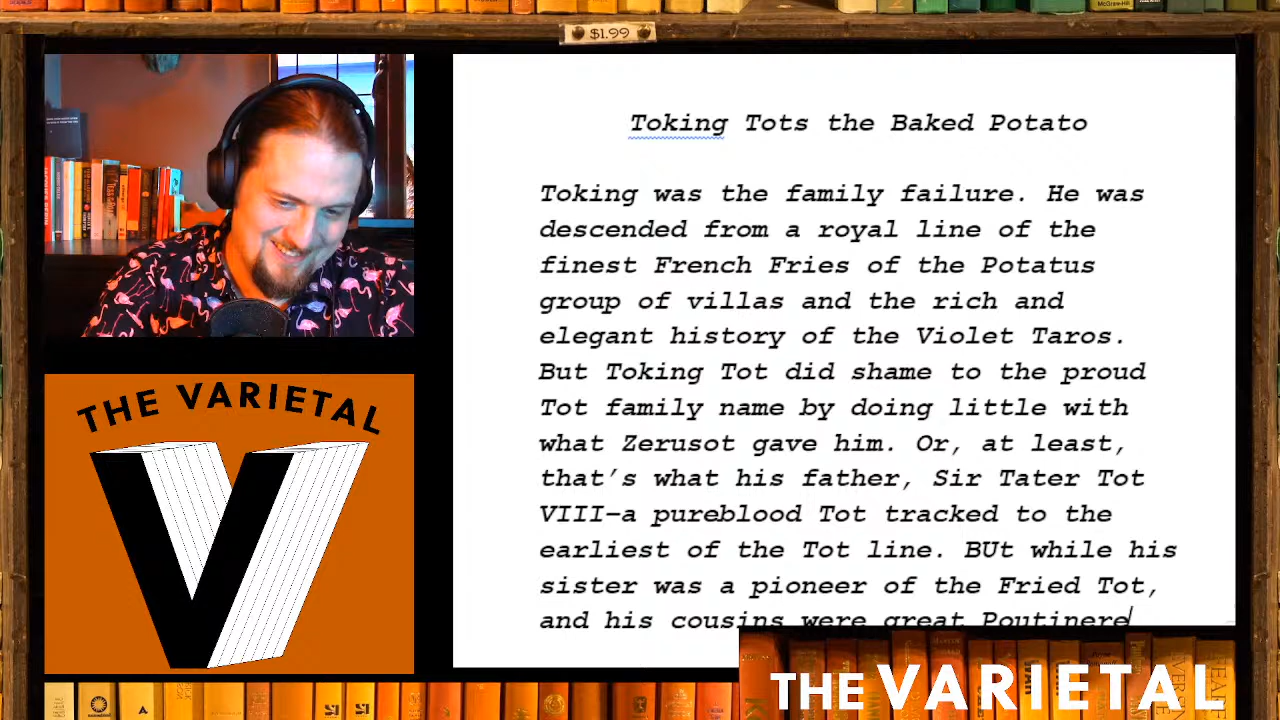 McGraw-Hill
$1.99
Toking Tots the Baked Potato
Toking was the family failure. He was
descended from a royal line of the
finest French Fries of the Potatus
group of villas and the rich and
elegant history of the Violet Taros.
But Toking Tot did shame to the proud
Tot family name by doing little with
what Zerusot gave him. Or, at least,
that's what his father, Sir Tater Tot
VIII–a pureblood Tot tracked to the
earliest of the Tot line. BUt while his
sister was a pioneer of the Fried Tot,
and his cousins were great Poutinere
THE VARIETAL
THE VARIETAL